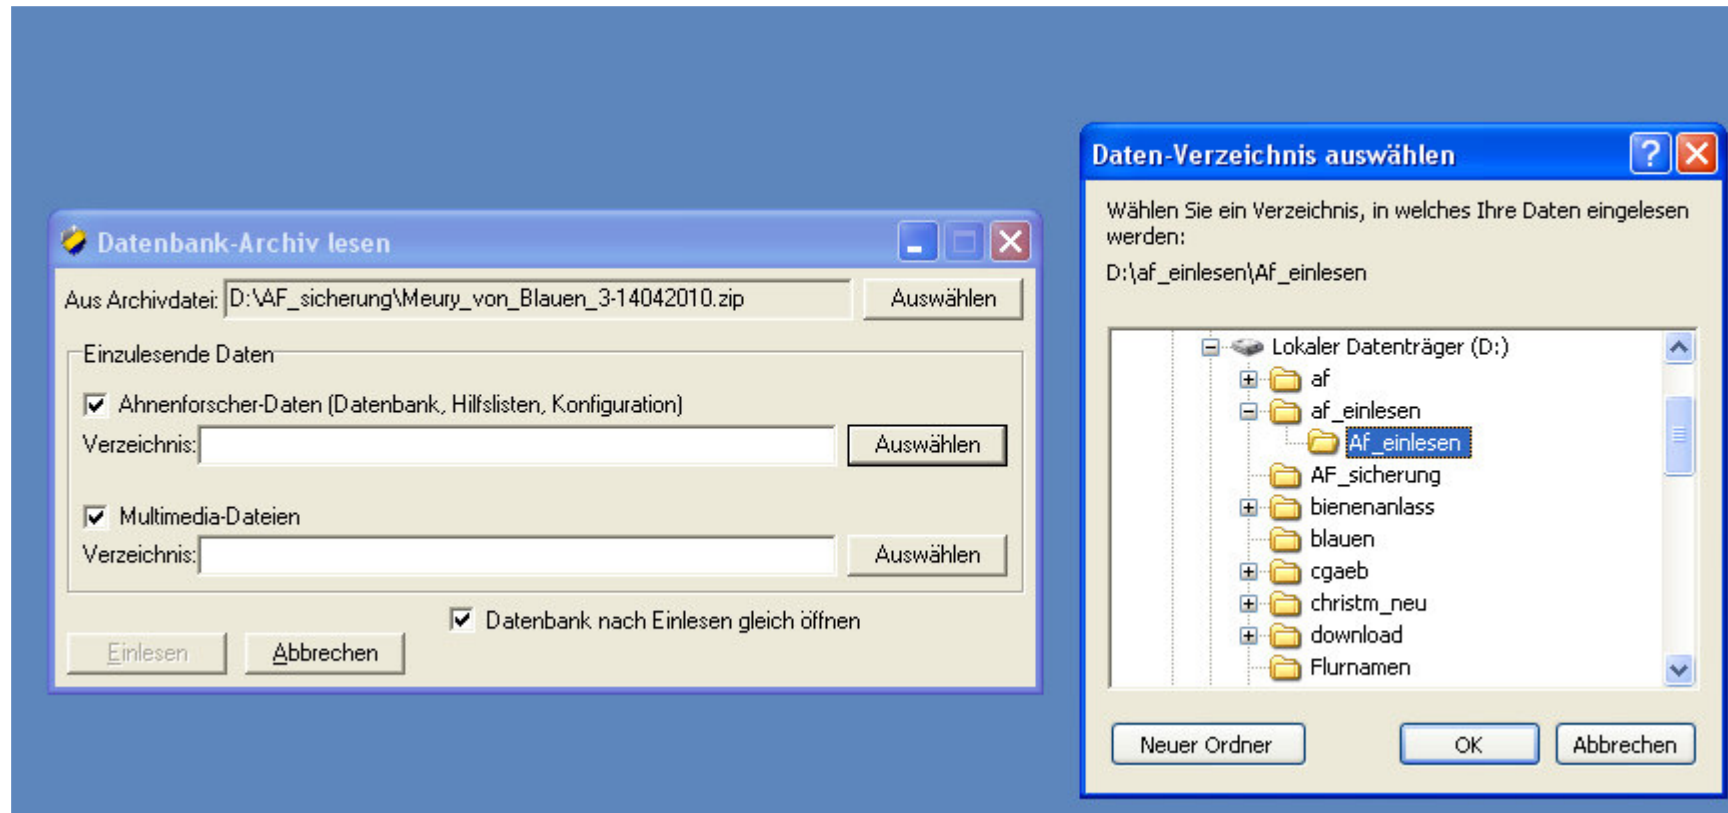 Datenbank-Archiv lesen
Aus Archivdatei: D:\AF_sicherung\Meury_von_Blauen_3-14042010.zip Auswählen
Einzulesende Daten
Ahnenforscher-Daten (Datenbank, Hilfslisten, Konfiguration)
Verzeichnis: Auswählen
Multimedia-Dateien
Verzeichnis: Auswählen
Datenbank nach Einlesen gleich öffnen
Einlesen Abbrechen
Daten-Verzeichnis auswählen
Wählen Sie ein Verzeichnis, in welches Ihre Daten eingelesen
werden:
D:\af_einlesen\Af_einlesen
Lokaler Datenträger (D:)
af
af_einlesen
Af_einlesen
AF_sicherung
bienenanlass
blauen
cgaeb
christm_neu
download
Flurnamen
Neuer Ordner OK Abbrechen